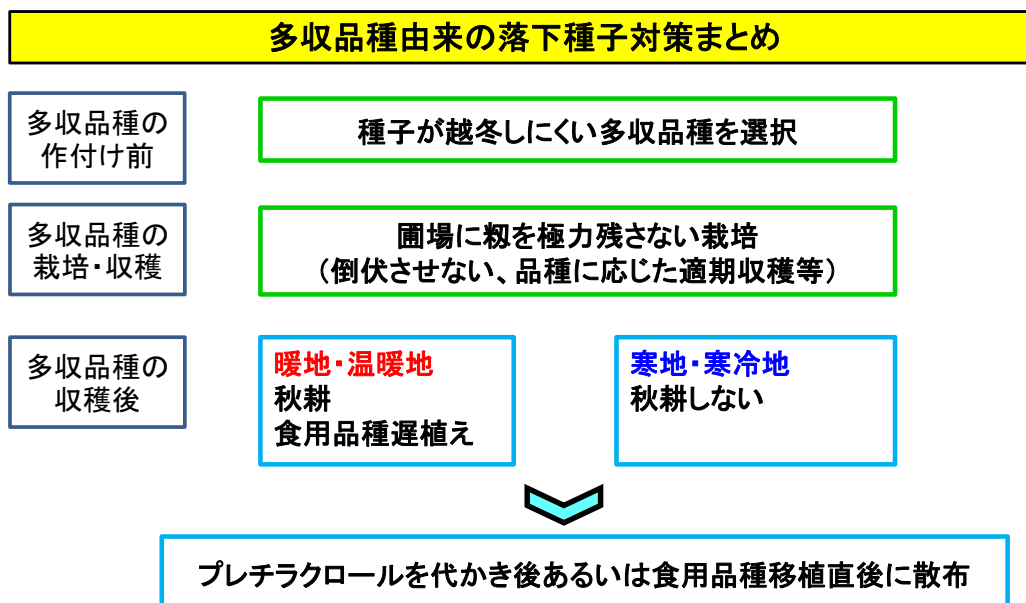 多収品種由来の落下種子対策まとめ
多収品種の
作付け前
種子が越冬しにくい多収品種を選択
多収品種の
栽培・収穫
圃場に籾を極力残さない栽培
（倒伏させない、品種に応じた適期収穫等）
多収品種の
収穫後
暖地・温暖地
秋耕
食用品種遅植え
寒地・寒冷地
秋耕しない
プレチラクロールを代かき後あるいは食用品種移植直後に散布